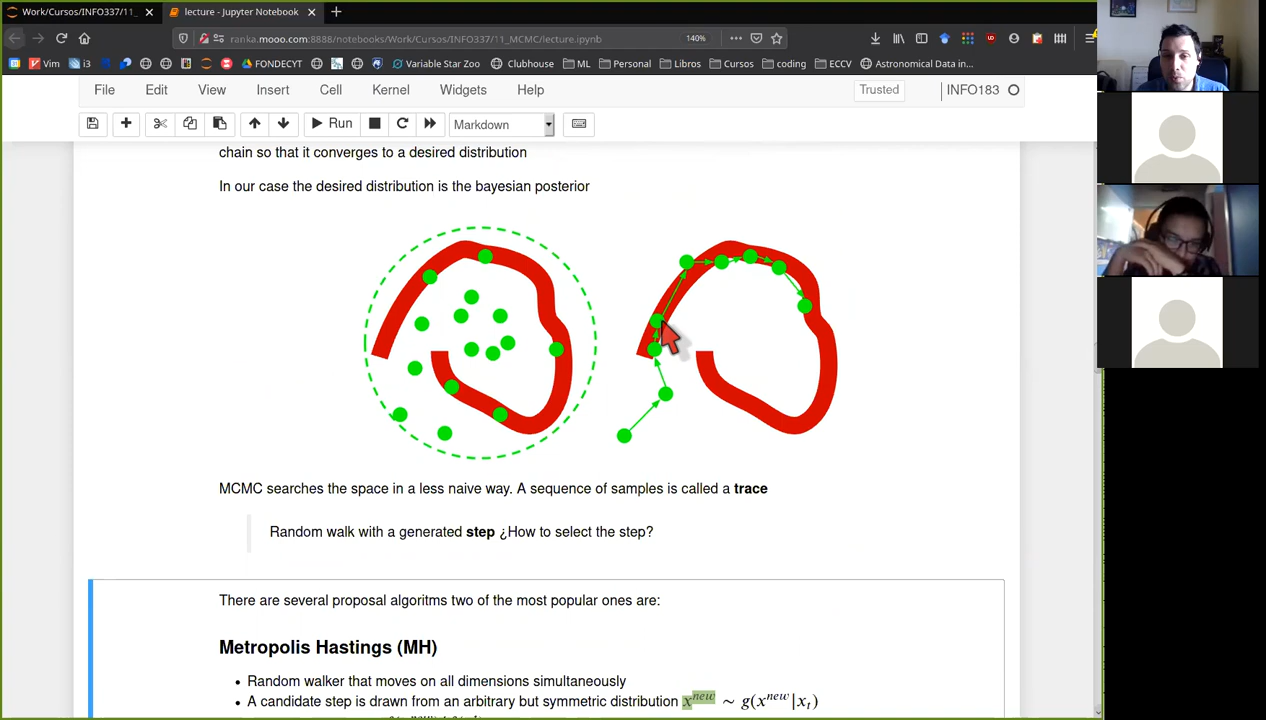 Work/Cursos/INFO337/11_
lecture - Jupyter Notebook
ranka.mooo.com:8888/notebooks/Work/Cursos/INFO337/11_MCMC/lecture.ipynb
140%
Vim
i3
FONDECYT
Variable Star Zoo
Clubhouse
ML
Personal
Libros
Cursos
coding
ECCV
Astronomical Data in...
File Edit View Insert Cell Kernel Widgets Help
Trusted
INFO183
Run
Markdown
chain so that it converges to a desired distribution
In our case the desired distribution is the bayesian posterior
MCMC searches the space in a less naive way. A sequence of samples is called a trace
Random walk with a generated step ¿How to select the step?
There are several proposal algoritms two of the most popular ones are:
Metropolis Hastings (MH)
• Random walker that moves on all dimensions simultaneously
• A candidate step is drawn from an arbitrary but symmetric distribution x^new ~ g(x^new|x_t)